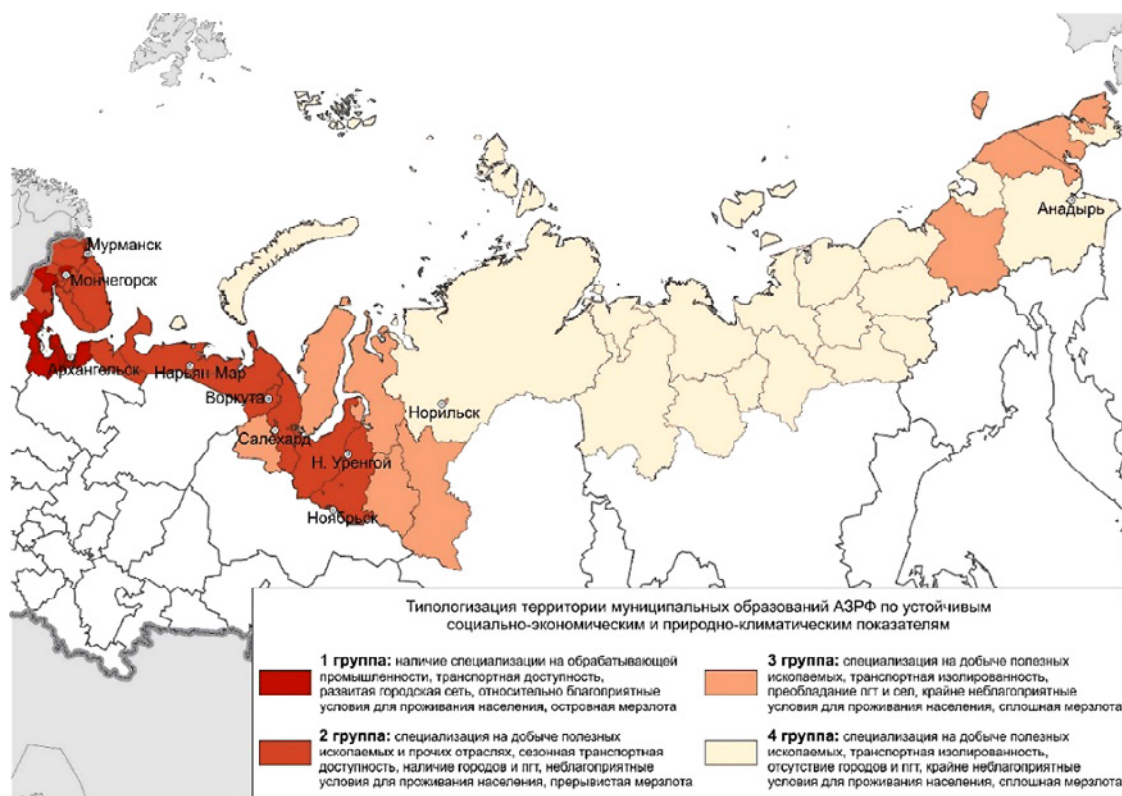 Мурманск
Мончегорск
Архангельск
Нарьян-Мар
Воркута
Салехард
Н. Уренгой
Ноябрьск
Норильск
Анадырь
Типологизация территории муниципальных образований АЗРФ по устойчивым
социально-экономическим и природно-климатическим показателям
1 группа: наличие специализации на обрабатывающей
промышленности, транспортная доступность,
развитая городская сеть, относительно благоприятные
условия для проживания населения, островная мерзлота
2 группа: специализация на добыче полезных
ископаемых и прочих отраслях, сезонная транспортная
доступность, наличие городов и пгт, неблагоприятные
условия для проживания населения, прерывистая мерзлота
3 группа: специализация на добыче полезных
ископаемых, транспортная изолированность,
преобладание пгт и сел, крайне неблагоприятные
условия для проживания населения, сплошная мерзлота
4 группа: специализация на добыче полезных
ископаемых, транспортная изолированность,
отсутствие городов и пгт, крайне неблагоприятные
условия для проживания населения, сплошная мерзлота